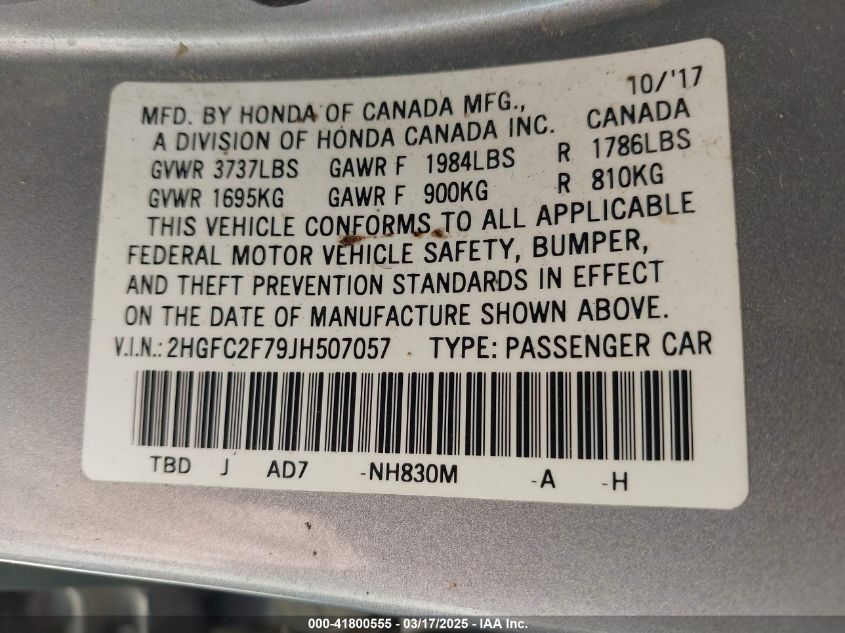 10/'17
MFD. BY HONDA OF CANADA MFG., CANADA
A DIVISION OF HONDA CANADA INC.
GVWR 3737LBS GAWR F 1984LBS R 1786LBS
GVWR 1695KG GAWR F 900KG R 810KG
THIS VEHICLE CONFORMS TO ALL APPLICABLE
FEDERAL MOTOR VEHICLE SAFETY, BUMPER,
AND THEFT PREVENTION STANDARDS IN EFFECT
ON THE DATE OF MANUFACTURE SHOWN ABOVE.
V.I.N.: 2HGFC2F79JH507057 TYPE: PASSENGER CAR
TBD J AD7 -NH830M -A -H
000-41800555 - 03/17/2025 - IAA Inc.